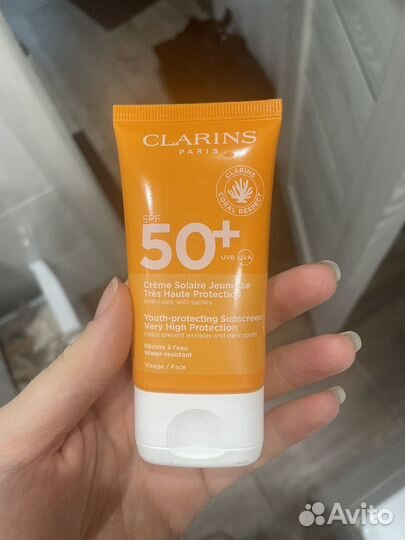 CLARINS
PARIS
CLARINS
CORAL RESPECT
SPF
50+
UVB UVA
Crème Solaire Jeunesse
Très Haute Protection
Anti-rides, anti-taches
Youth-protecting Sunscreen
Very High Protection
Helps prevent wrinkles and dark spots
Résiste à l'eau
Water-resistant
Visage / Face
Avito